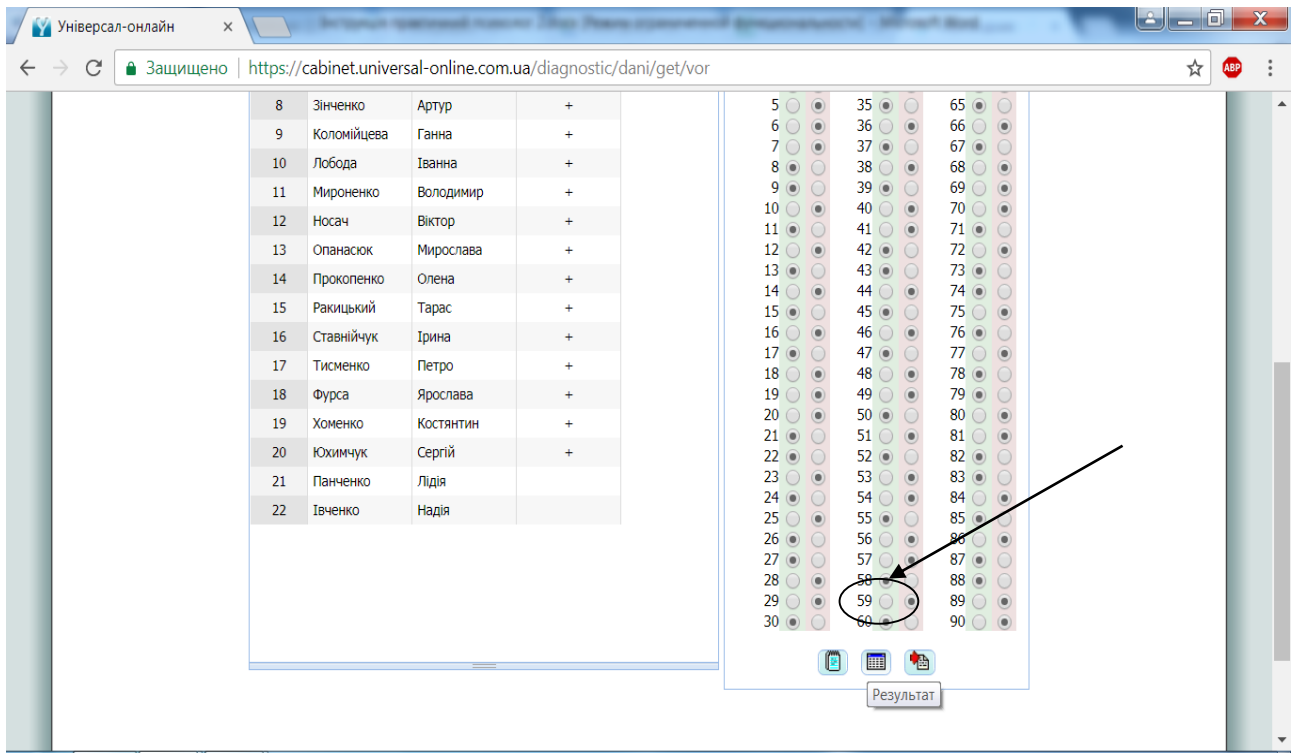 Універсал-онлайн
Защищено | https://cabinet.universal-online.com.ua/diagnostic/dani/get/vor
ABP
8 Зінченко Артур +
9 Коломійцева Ганна +
10 Лобода Іванна +
11 Мироненко Володимир +
12 Носач Віктор +
13 Опанасюк Мирослава +
14 Прокопенко Олена +
15 Ракицький Тарас +
16 Ставнійчук Ірина +
17 Тисменко Петро +
18 Фурса Ярослава +
19 Хоменко Костянтин +
20 Юхимчук Сергій +
21 Панченко Лідія
22 Івченко Надія
5 35 65
6 36 66
7 37 67
8 38 68
9 39 69
10 40 70
11 41 71
12 42 72
13 43 73
14 44 74
15 45 75
16 46 76
17 47 77
18 48 78
19 49 79
20 50 80
21 51 81
22 52 82
23 53 83
24 54 84
25 55 85
26 56 86
27 57 87
28 58 88
29 59 89
30 60 90
Результат